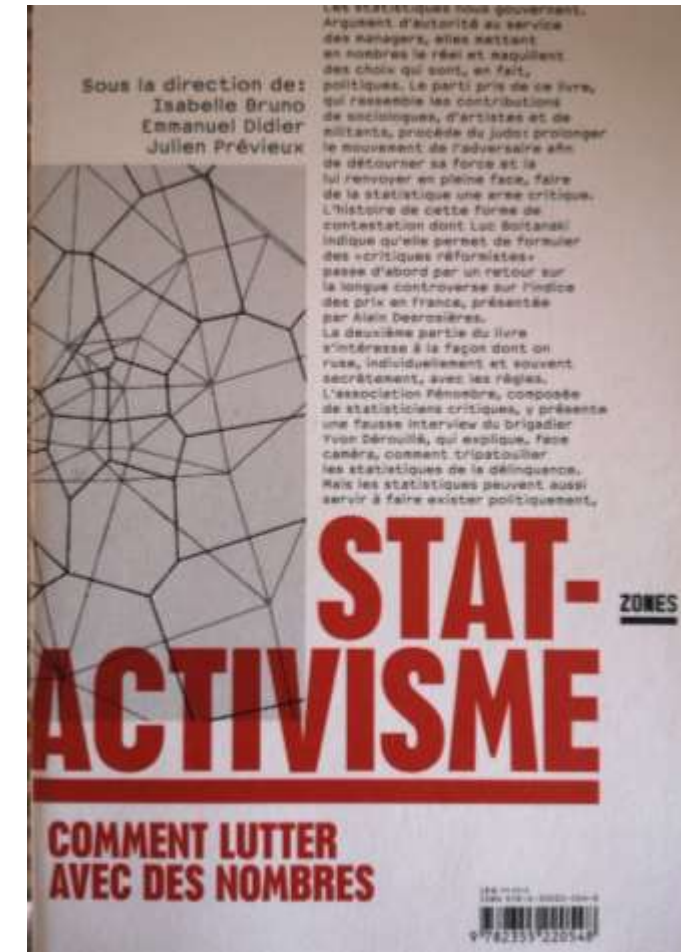 Les statistiques nous gouvernent.
Argument d'autorité au service
des managers, elles mettent
en nombres le réel et maquillent
des choix qui sont, en fait,
politiques. Le parti pris de ce livre,
qui rassemble les contributions
de sociologues, d'artistes et de
militants, procède du judo: prolonger
le mouvement de l'adversaire afin
de détourner sa force et la
lui renvoyer en pleine face, faire
de la statistique une arme critique.
L'histoire de cette forme de
contestation dont Luc Boltanski
indique qu'elle permet de formuler
des «critiques réformistes»
passe d'abord par un retour sur
la longue controverse sur l'indice
des prix en France, présentée
par Alain Desrosières.
La deuxième partie du livre
s'intéresse à la façon dont on
ruse, individuellement et souvent
secrètement, avec les règles.
L'association Pénombre, composée
de statisticiens critiques, y présente
une fausse interview du brigadier
Yvon Dérouillé, qui explique, face
caméra, comment tripatouiller
les statistiques de la délinquance.
Mais les statistiques peuvent aussi
servir à faire exister politiquement,
Sous la direction de:
Isabelle Bruno
Emmanuel Didier
Julien Prévieux
STAT-
ACTIVISME
ZONES
COMMENT LUTTER
AVEC DES NOMBRES
9 782355 220548